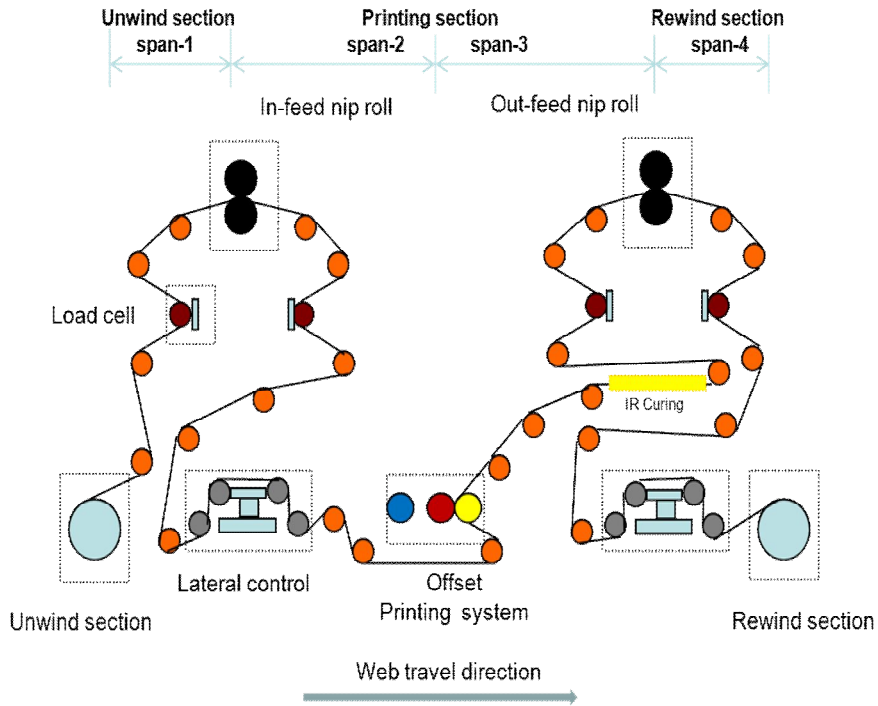 Unwind section
span-1
Printing section
span-2
span-3
Rewind section
span-4
In-feed nip roll
Out-feed nip roll
Load cell
IR Curing
Lateral control
Offset
Printing system
Unwind section
Rewind section
Web travel direction